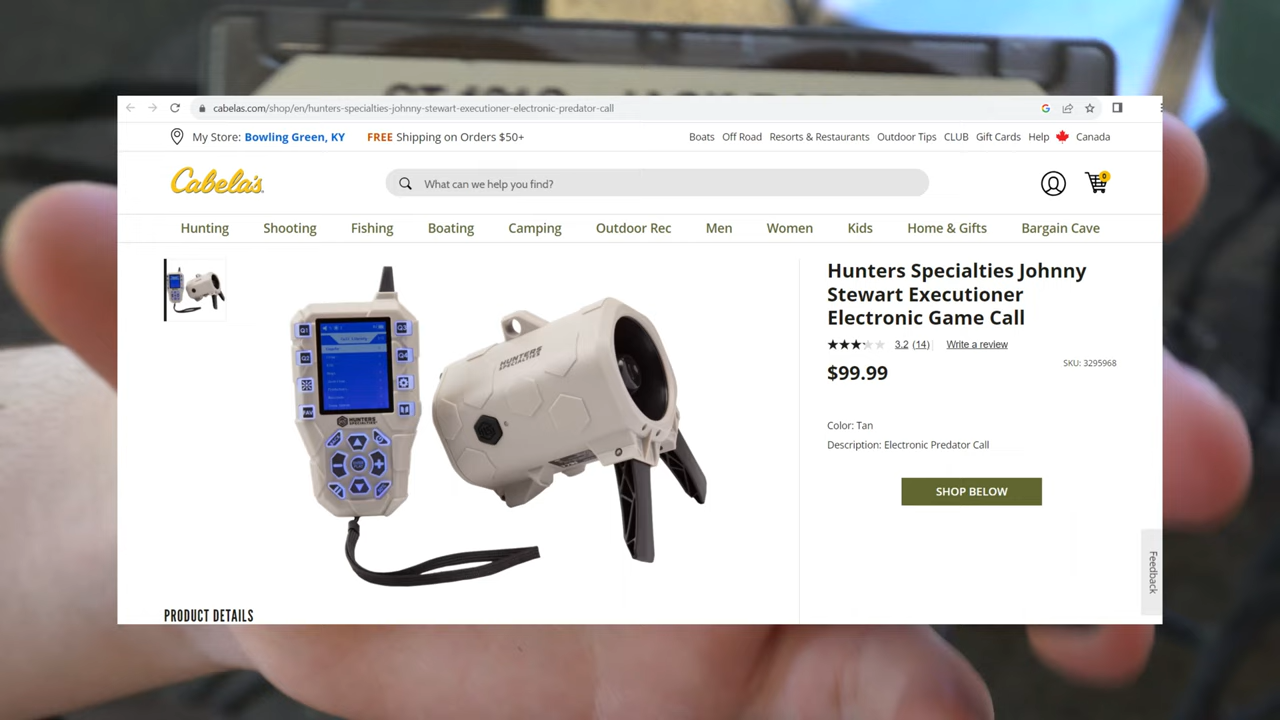 cabelas.com/shop/en/hunters-specialties-johnny-stewart-executioner-electronic-predator-call
My Store: Bowling Green, KY FREE Shipping on Orders $50+
Boats Off Road Resorts & Restaurants Outdoor Tips CLUB Gift Cards Help Canada
Cabela's
What can we help you find?
0
Hunting Shooting Fishing Boating Camping Outdoor Rec Men Women Kids Home & Gifts Bargain Cave
Hunters Specialties Johnny
Stewart Executioner
Electronic Game Call
3.2 (14) Write a review
SKU: 3295968
$99.99
Color: Tan
Description: Electronic Predator Call
SHOP BELOW
Feedback
HUNTERS
SPECIALTIES
FAV
HUNTERS
SPECIALTIES
PRODUCT DETAILS